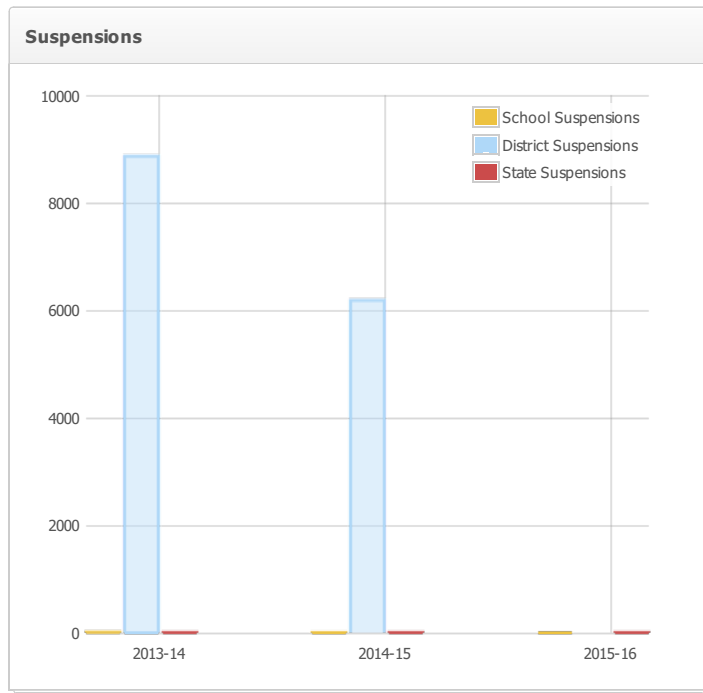 Suspensions
10000
School Suspensions
District Suspensions
State Suspensions
8000
6000
4000
2000
0
2013-14 2014-15 2015-16